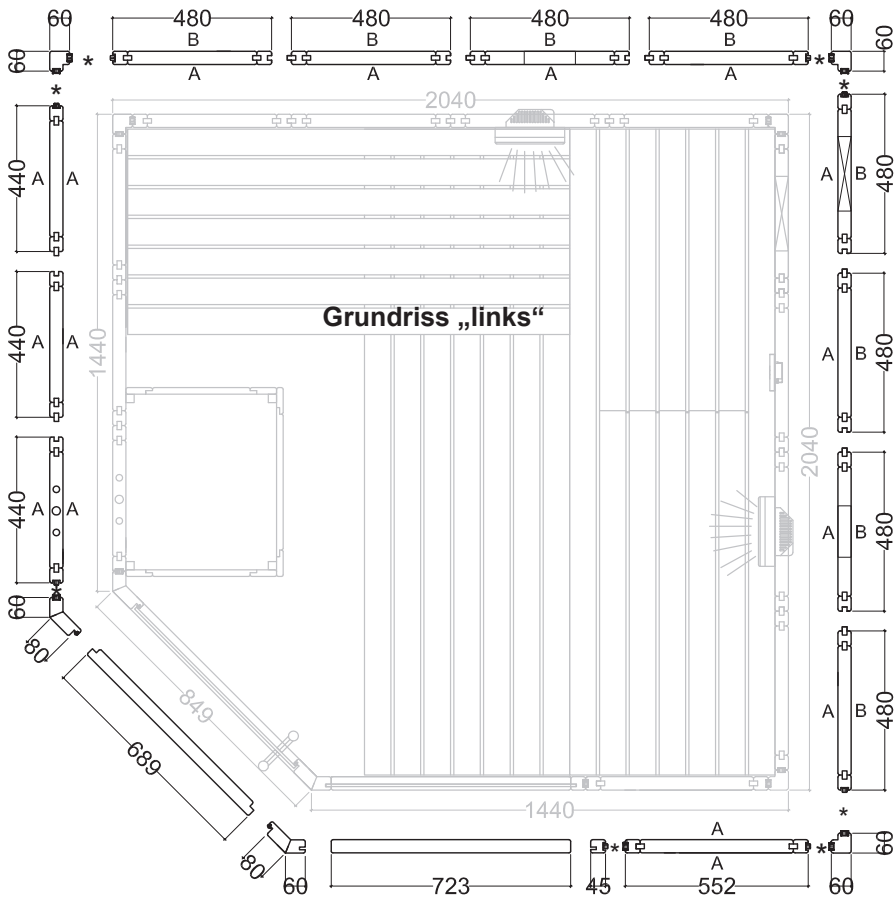 60 480 480 480 480 60
B B B B
60 * A A A A * 60
* *
2040
440 A A A B 480
440 A A A B 480
Grundriss „links“
1440
2040
440 A A A B 480
*
60
80
849
689
A B 480
1440
*
A
80 * * 60
A
60 723 45 552 60